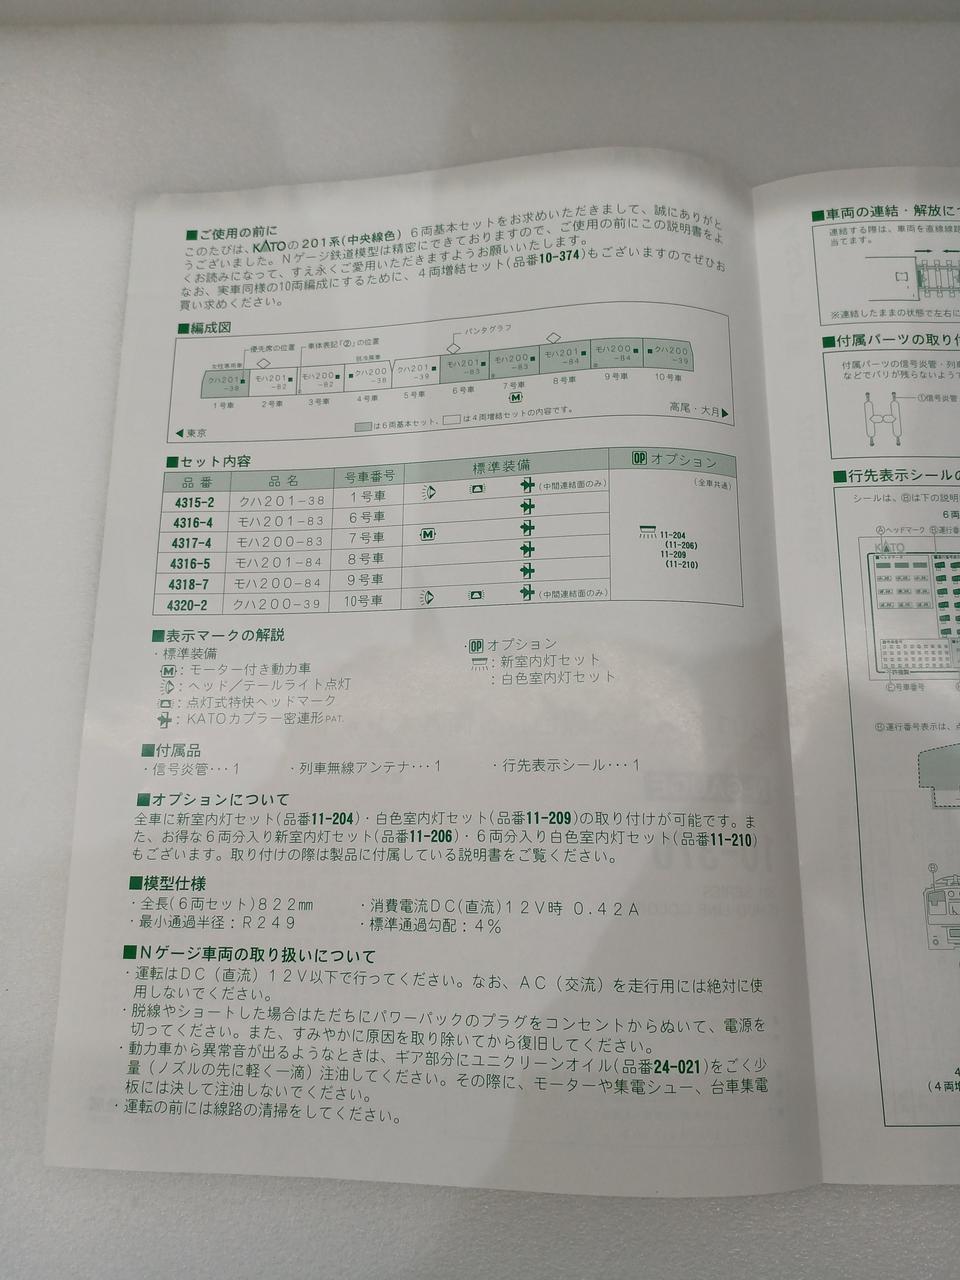 ■ご使用の前に
このたびは、KATOの201系(中央線色) 6両基本セットをお求めいただきまして、誠にありがと
うございました。Nゲージ鉄道模型は精密にできておりますので、ご使用の前にこの説明書をよ
くお読みになって、すえ永くご愛用いただきますようお願いいたします。
なお、実車同様の10両編成にするために、4両増結セット(品番10-374)もございますのでぜひお
買い求めください。
■編成図
パンタグラフ
優先席の位置 車体表記「②」の位置
女性専用車 弱冷房車
クハ201-38 モハ201-82 モハ200-82 クハ200-38 クハ201-39 モハ201-83 モハ200-83 モハ201-84 モハ200-84 クハ200-39
1号車 2号車 3号車 4号車 5号車 6号車 7号車 8号車 9号車 10号車
M
◀東京 は6両基本セット、 は4両増結セットの内容です。 高尾・大月▶
■セット内容
品番 品名 号車番号 標準装備 OPオプション
4315-2 クハ201-38 1号車 (中間連結面のみ) (全車共通)
4316-4 モハ201-83 6号車
4317-4 モハ200-83 7号車 M
4316-5 モハ201-84 8号車
4318-7 モハ200-84 9号車
4320-2 クハ200-39 10号車 (中間連結面のみ)
11-204
(11-206)
11-209
(11-210)
■表示マークの解説
・標準装備 ・OPオプション
M：モーター付き動力車 ：新室内灯セット
：ヘッド／テールライト点灯 ：白色室内灯セット
：点灯式特快ヘッドマーク
：KATOカプラー密連形PAT.
■付属品
・信号炎管･･･1 ・列車無線アンテナ･･･1 ・行先表示シール･･･1
■オプションについて
全車に新室内灯セット(品番11-204)・白色室内灯セット(品番11-209)の取り付けが可能です。ま
た、お得な6両分入り新室内灯セット(品番11-206)・6両分入り白色室内灯セット(品番11-210)
もございます。取り付けの際は製品に付属している説明書をご覧ください。
■模型仕様
・全長(6両セット)822mm ・消費電流DC(直流)12V時 0.42A
・最小通過半径：R249 ・標準通過勾配：4%
■Nゲージ車両の取り扱いについて
・運転はDC（直流）12V以下で行ってください。なお、AC（交流）を走行用には絶対に使
用しないでください。
・脱線やショートした場合はただちにパワーパックのプラグをコンセントからぬいて、電源を
切ってください。また、すみやかに原因を取り除いてから復旧してください。
・動力車から異常音が出るようなときは、ギア部分にユニクリーンオイル(品番24-021)をごく少
量（ノズルの先に軽く一滴）注油してください。その際に、モーターや集電シュー、台車集電
板には決して注油しないでください。
・運転の前には線路の清掃をしてください。
■車両の連結・解放に
連結する際は、車両を直線線路
当てます。
※連結したままの状態で左右に
■付属パーツの取り付
付属パーツの信号炎管・列車
などでバリが残らないよう
①信号炎管
■行先表示シールの
シールは、Ⓑは下の説明
6両
Ⓐヘッドマーク Ⓑ運行番
KATO
Ⓒ号車番号
Ⓑ運行番号表示は、点
Ⓑ
4
(4両増